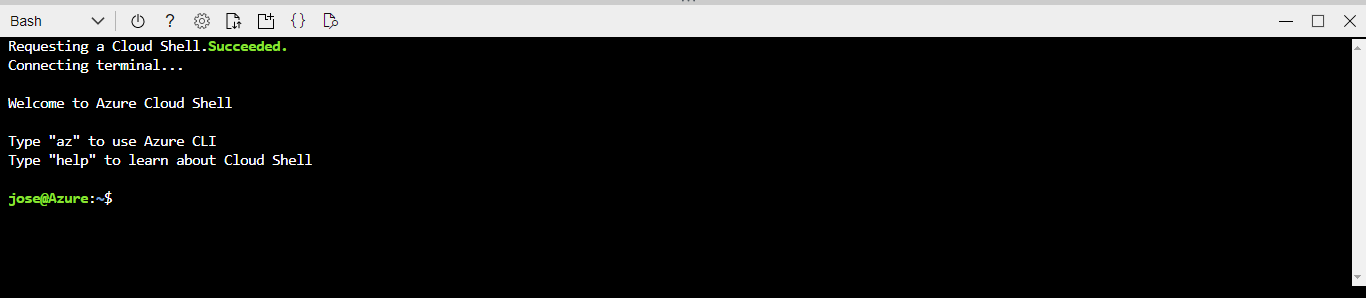 Bash
Requesting a Cloud Shell.Succeeded.
Connecting terminal...
Welcome to Azure Cloud Shell
Type "az" to use Azure CLI
Type "help" to learn about Cloud Shell
jose@Azure:~$